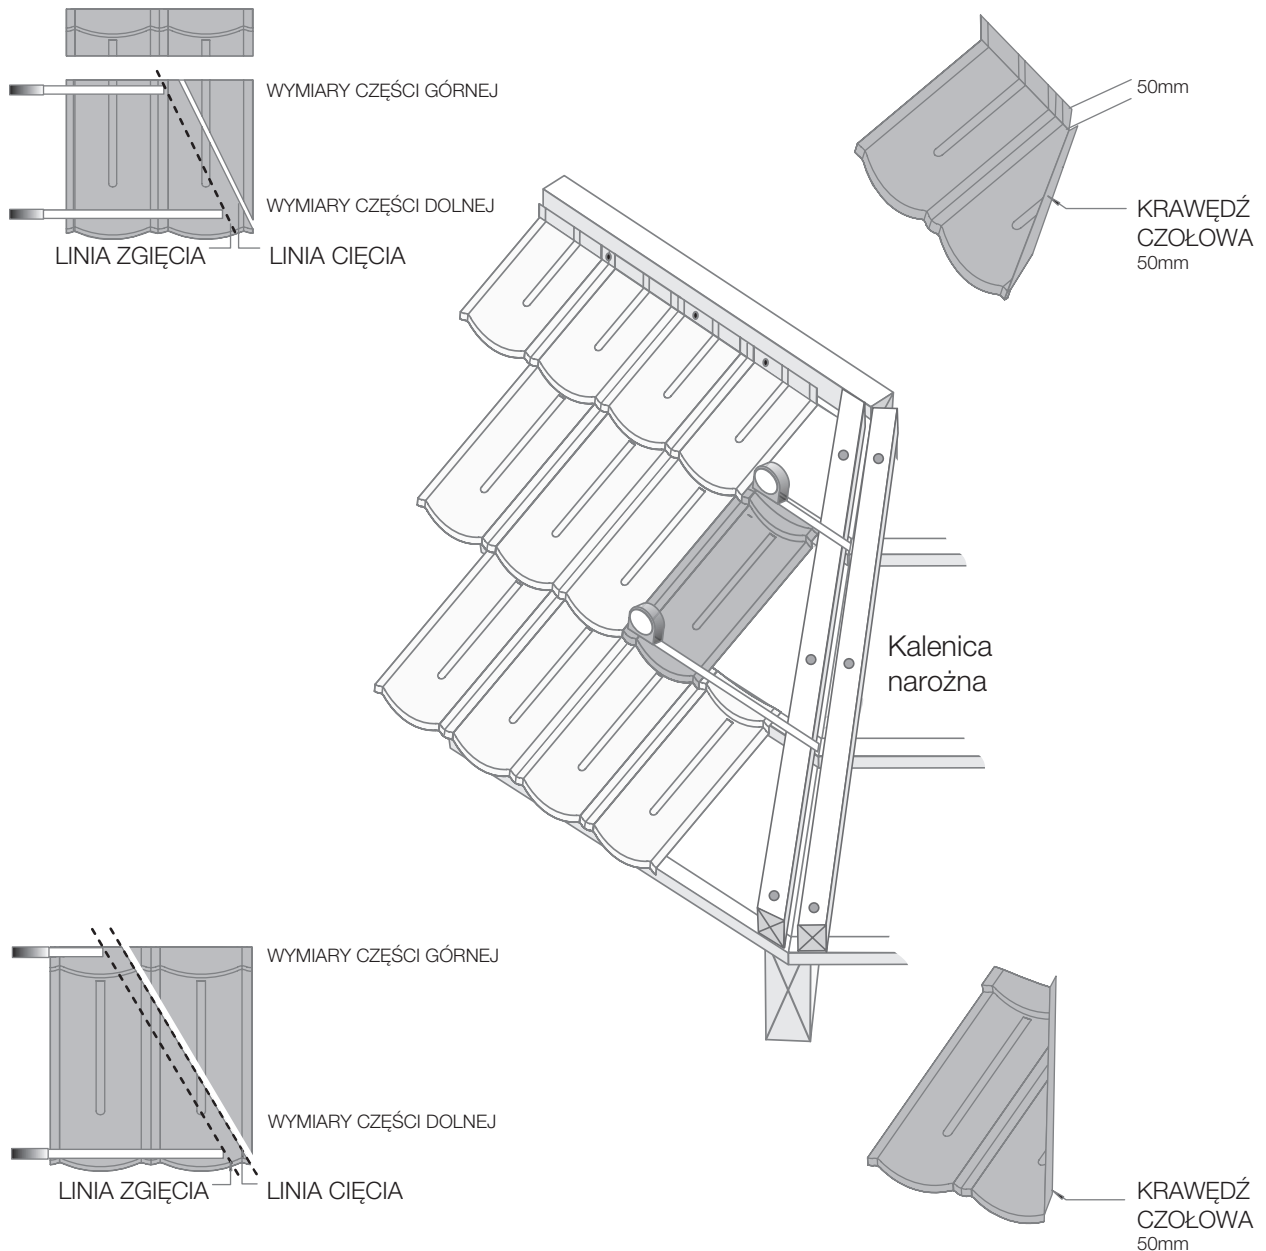 WYMIARY CZĘŚCI GÓRNEJ
50mm
WYMIARY CZĘŚCI DOLNEJ
LINIA ZGIĘCIA
LINIA CIĘCIA
KRAWĘDŹ
CZOŁOWA
50mm
Kalenica
narożna
WYMIARY CZĘŚCI GÓRNEJ
WYMIARY CZĘŚCI DOLNEJ
LINIA ZGIĘCIA
LINIA CIĘCIA
KRAWĘDŹ
CZOŁOWA
50mm